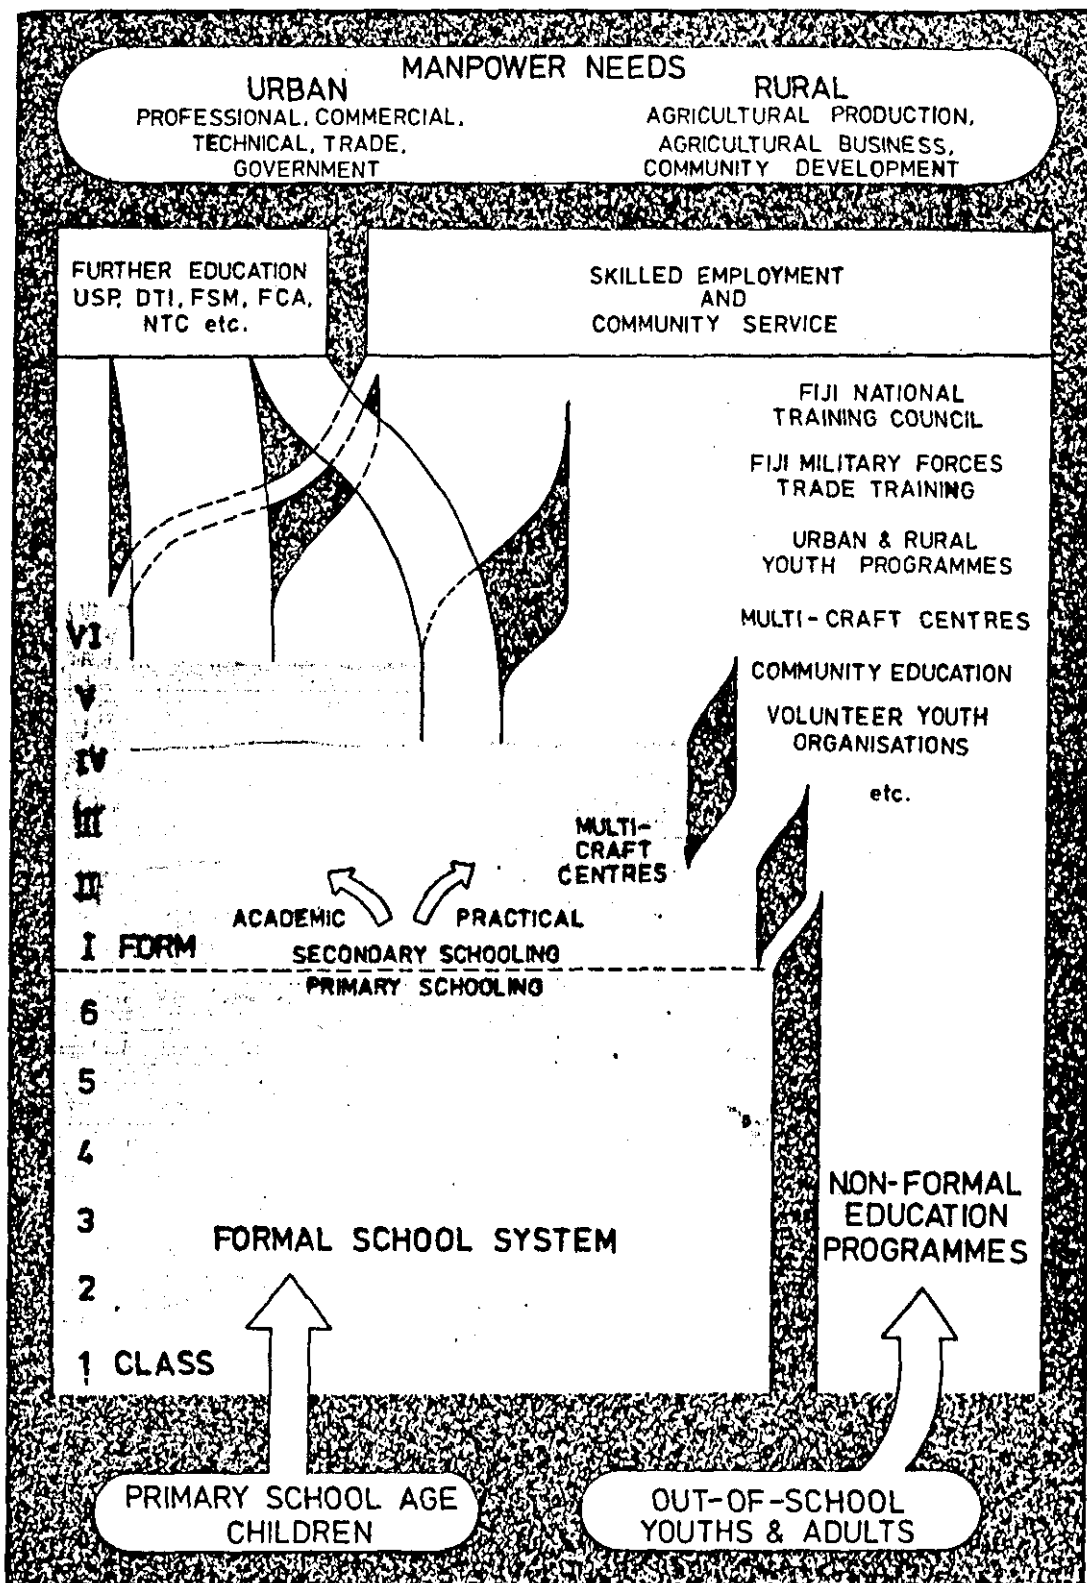 MANPOWER NEEDS
URBAN
PROFESSIONAL, COMMERCIAL,
TECHNICAL, TRADE,
GOVERNMENT
RURAL
AGRICULTURAL PRODUCTION,
AGRICULTURAL BUSINESS,
COMMUNITY DEVELOPMENT
FURTHER EDUCATION
USP, DTI, FSM, FCA,
NTC etc.
SKILLED EMPLOYMENT
AND
COMMUNITY SERVICE
FIJI NATIONAL
TRAINING COUNCIL
FIJI MILITARY FORCES
TRADE TRAINING
URBAN & RURAL
YOUTH PROGRAMMES
MULTI-CRAFT CENTRES
COMMUNITY EDUCATION
VOLUNTEER YOUTH
ORGANISATIONS
etc.
VI
V
IV
III
II
I FORM
MULTI-
CRAFT
CENTRES
ACADEMIC
PRACTICAL
SECONDARY SCHOOLING
PRIMARY SCHOOLING
6
5
4
3
2
1 CLASS
FORMAL SCHOOL SYSTEM
NON-FORMAL
EDUCATION
PROGRAMMES
PRIMARY SCHOOL AGE
CHILDREN
OUT-OF-SCHOOL
YOUTHS & ADULTS